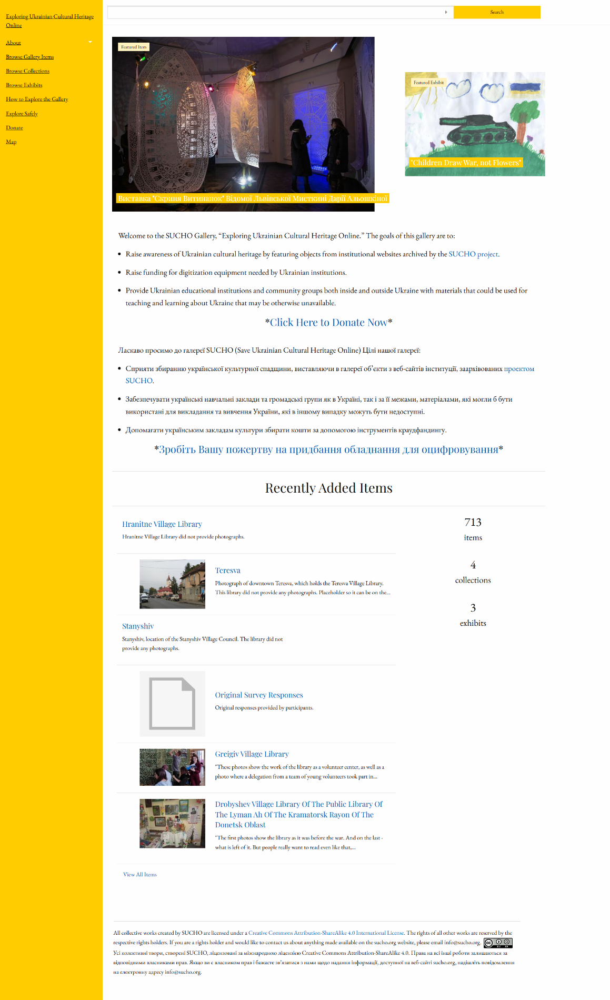 Exploring Ukrainian Cultural Heritage
Online
About
Browse Gallery Items
Browse Collections
Browse Exhibits
How to Explore the Gallery
Explore Safely
Donate
Map
Search
Featured Item
Виставка "Скриня Витинанок" Відомої Львівської Мисткині Дарії Альошкіної
Featured Exhibit
"Children Draw War, not Flowers"
Welcome to the SUCHO Gallery, “Exploring Ukrainian Cultural Heritage Online.” The goals of this gallery are to:
• Raise awareness of Ukrainian cultural heritage by featuring objects from institutional websites archived by the SUCHO project.
• Raise funding for digitization equipment needed by Ukrainian institutions.
• Provide Ukrainian educational institutions and community groups both inside and outside Ukraine with materials that could be used for
teaching and learning about Ukraine that may be otherwise unavailable.
*Click Here to Donate Now*
Ласкаво просимо до галереї SUCHO (Save Ukrainian Cultural Heritage Online) Цілі нашої галереї:
• Сприяти збиранню української культурної спадщини, виставляючи в галереї об’єкти з веб-сайтів інституції, заархівованих проектом
SUCHO.
• Забезпечувати українські навчальні заклади та громадські групи як в Україні, так і за її межами, матеріалами, які могли б бути
використані для викладання та вивчення України, які в іншому випадку можуть бути недоступні.
• Допомагати українським закладам культури збирати кошти за допомогою інструментів краудфандингу.
*Зробіть Вашу пожертву на придбання обладнання для оцифровування*
Recently Added Items
Hranitne Village Library
Hranitne Village Library did not provide photographs.
Teresva
Photograph of downtown Teresva, which holds the Teresva Village Library.
This library did not provide any photographs. Placeholder so it can be on the...
Stanyshiv
Stanyshiv, location of the Stanyshiv Village Council. The library did not
provide any photographs.
Original Survey Responses
Original responses provided by participants.
Greigiv Village Library
"These photos show the work of the library as a volunteer center, as well as a
photo where a delegation from a team of young volunteers took part in...
Drobyshev Village Library Of The Public Library Of
The Lyman Ah Of The Kramatorsk Rayon Of The
Donetsk Oblast
"The first photos show the library as it was before the war. And on the last -
what is left of it. But people really want to read even like that,...
View All Items
713
items
4
collections
3
exhibits
All collective works created by SUCHO are licensed under a Creative Commons Attribution-ShareAlike 4.0 International License. The rights of all other works are reserved by the
respective rights holders. If you are a rights holder and would like to contact us about anything made available on the sucho.org website, please email info@sucho.org. cc BY SA
Усі колективні твори, створені SUCHO, ліцензовані за міжнародною ліцензією Creative Commons Attribution-ShareAlike 4.0. Права на всі інші роботи залишаються за
відповідними власниками прав. Якщо ви є власником прав і бажаєте зв’язатися з нами щодо надання інформації, доступної на веб-сайті sucho.org, надішліть повідомлення
на електронну адресу info@sucho.org.